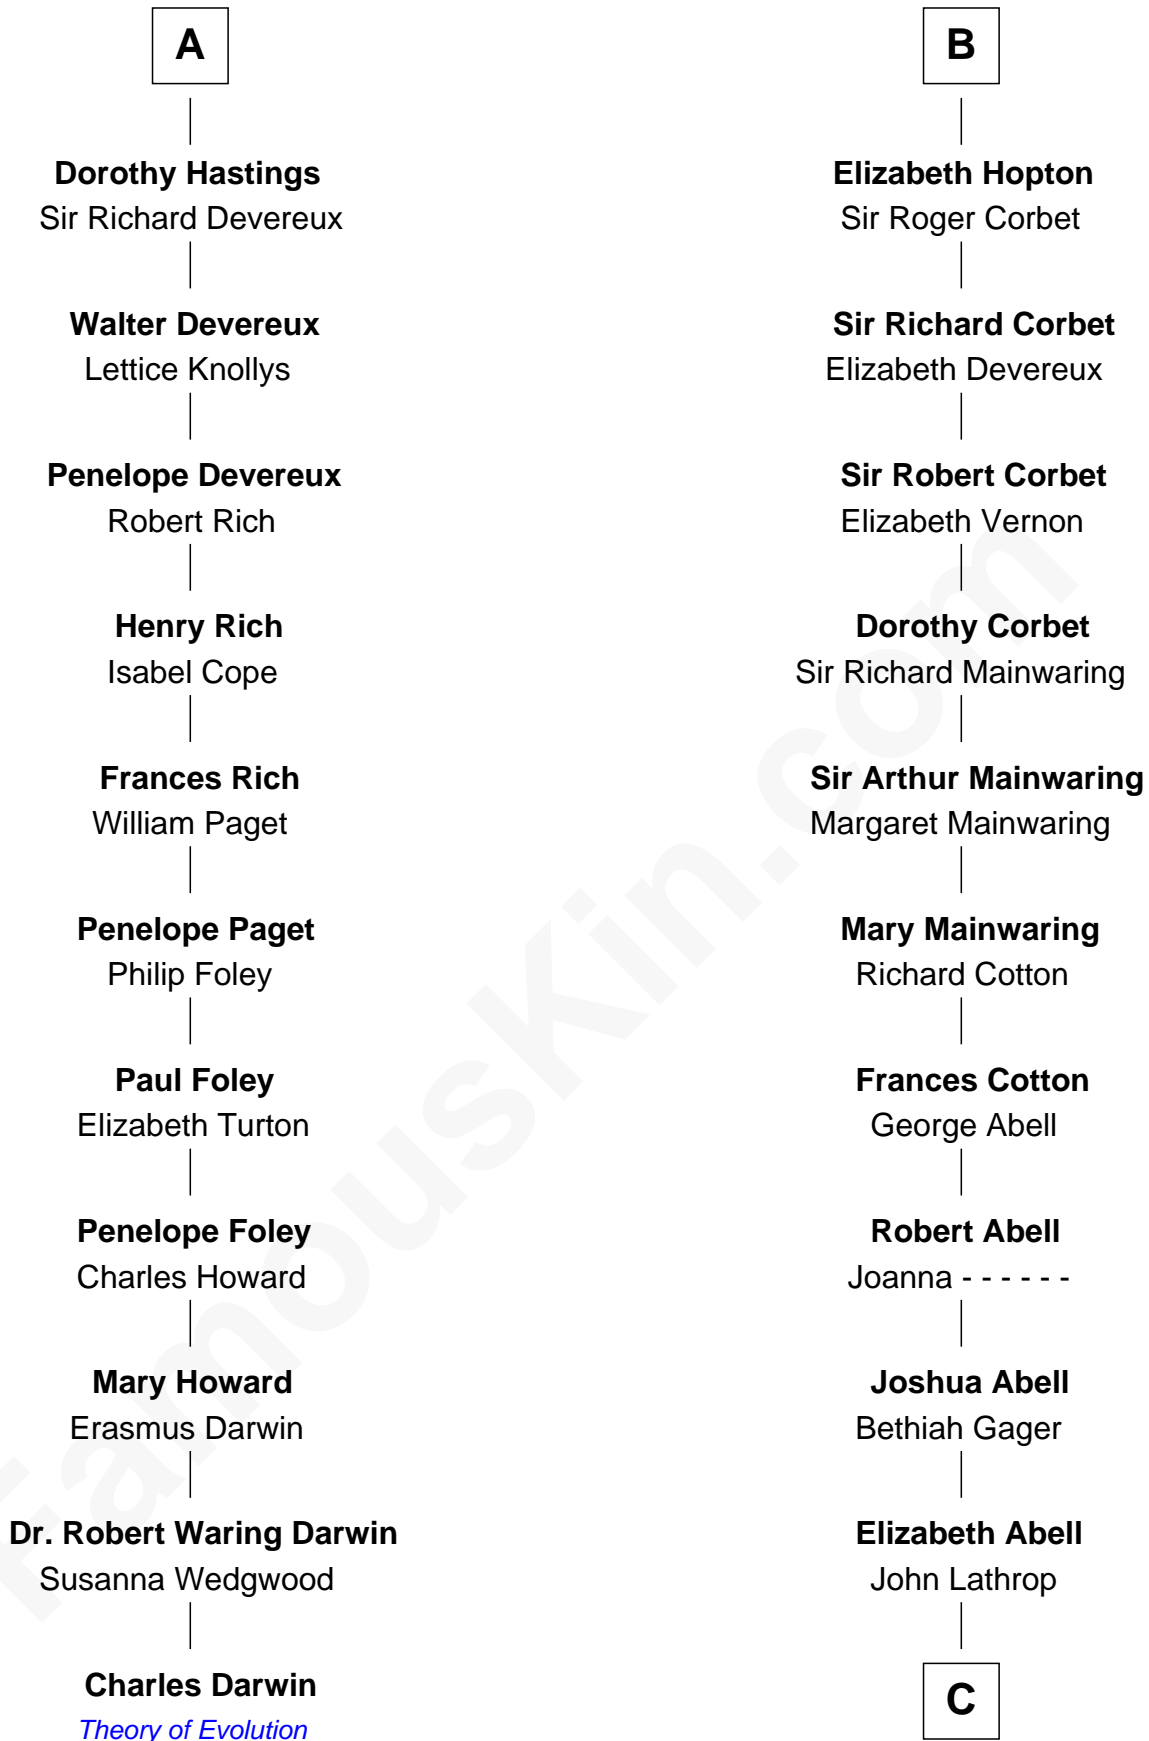 A
Dorothy Hastings
Sir Richard Devereux
Walter Devereux
Lettice Knollys
Penelope Devereux
Robert Rich
Henry Rich
Isabel Cope
Frances Rich
William Paget
Penelope Paget
Philip Foley
Paul Foley
Elizabeth Turton
Penelope Foley
Charles Howard
Mary Howard
Erasmus Darwin
Dr. Robert Waring Darwin
Susanna Wedgwood
Charles Darwin
Theory of Evolution
B
Elizabeth Hopton
Sir Roger Corbet
Sir Richard Corbet
Elizabeth Devereux
Sir Robert Corbet
Elizabeth Vernon
Dorothy Corbet
Sir Richard Mainwaring
Sir Arthur Mainwaring
Margaret Mainwaring
Mary Mainwaring
Richard Cotton
Frances Cotton
George Abell
Robert Abell
Joanna - - - - - -
Joshua Abell
Bethiah Gager
Elizabeth Abell
John Lathrop
C
FamousKin.com